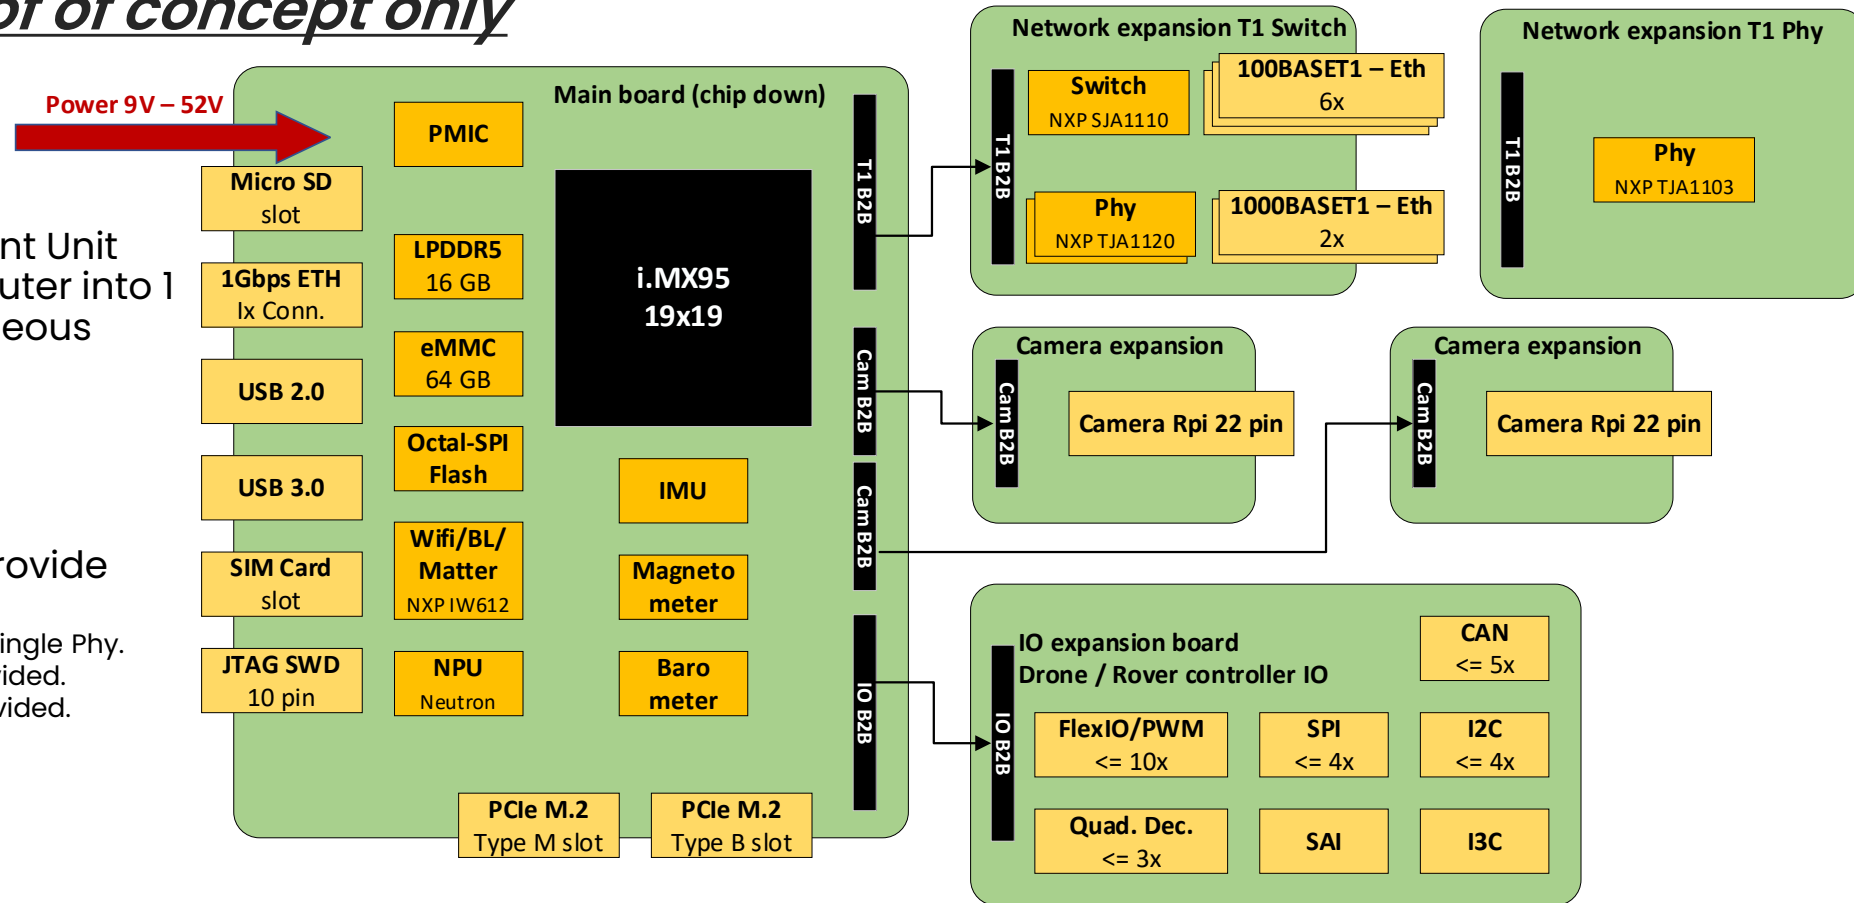 of of concept only
Power 9V – 52V
nt Unit
uter into 1
eous
rovide
ingle Phy.
vided.
vided.
Main board (chip down)
PMIC
Micro SD
slot
1Gbps ETH
Ix Conn.
USB 2.0
USB 3.0
SIM Card
slot
JTAG SWD
10 pin
LPDDR5
16 GB
eMMC
64 GB
Octal-SPI
Flash
Wifi/BL/
Matter
NXP IW612
NPU
Neutron
i.MX95
19x19
IMU
Magneto
meter
Baro
meter
PCIe M.2
Type M slot
PCIe M.2
Type B slot
T1 B2B
Cam B2B
Cam B2B
IO B2B
Network expansion T1 Switch
T1 B2B
Switch
NXP SJA1110
100BASET1 – Eth
6x
Phy
NXP TJA1120
1000BASET1 – Eth
2x
Network expansion T1 Phy
T1 B2B
Phy
NXP TJA1103
Camera expansion
Cam B2B
Camera Rpi 22 pin
Camera expansion
Cam B2B
Camera Rpi 22 pin
IO expansion board
Drone / Rover controller IO
IO B2B
CAN
<= 5x
FlexIO/PWM
<= 10x
SPI
<= 4x
I2C
<= 4x
Quad. Dec.
<= 3x
SAI
I3C